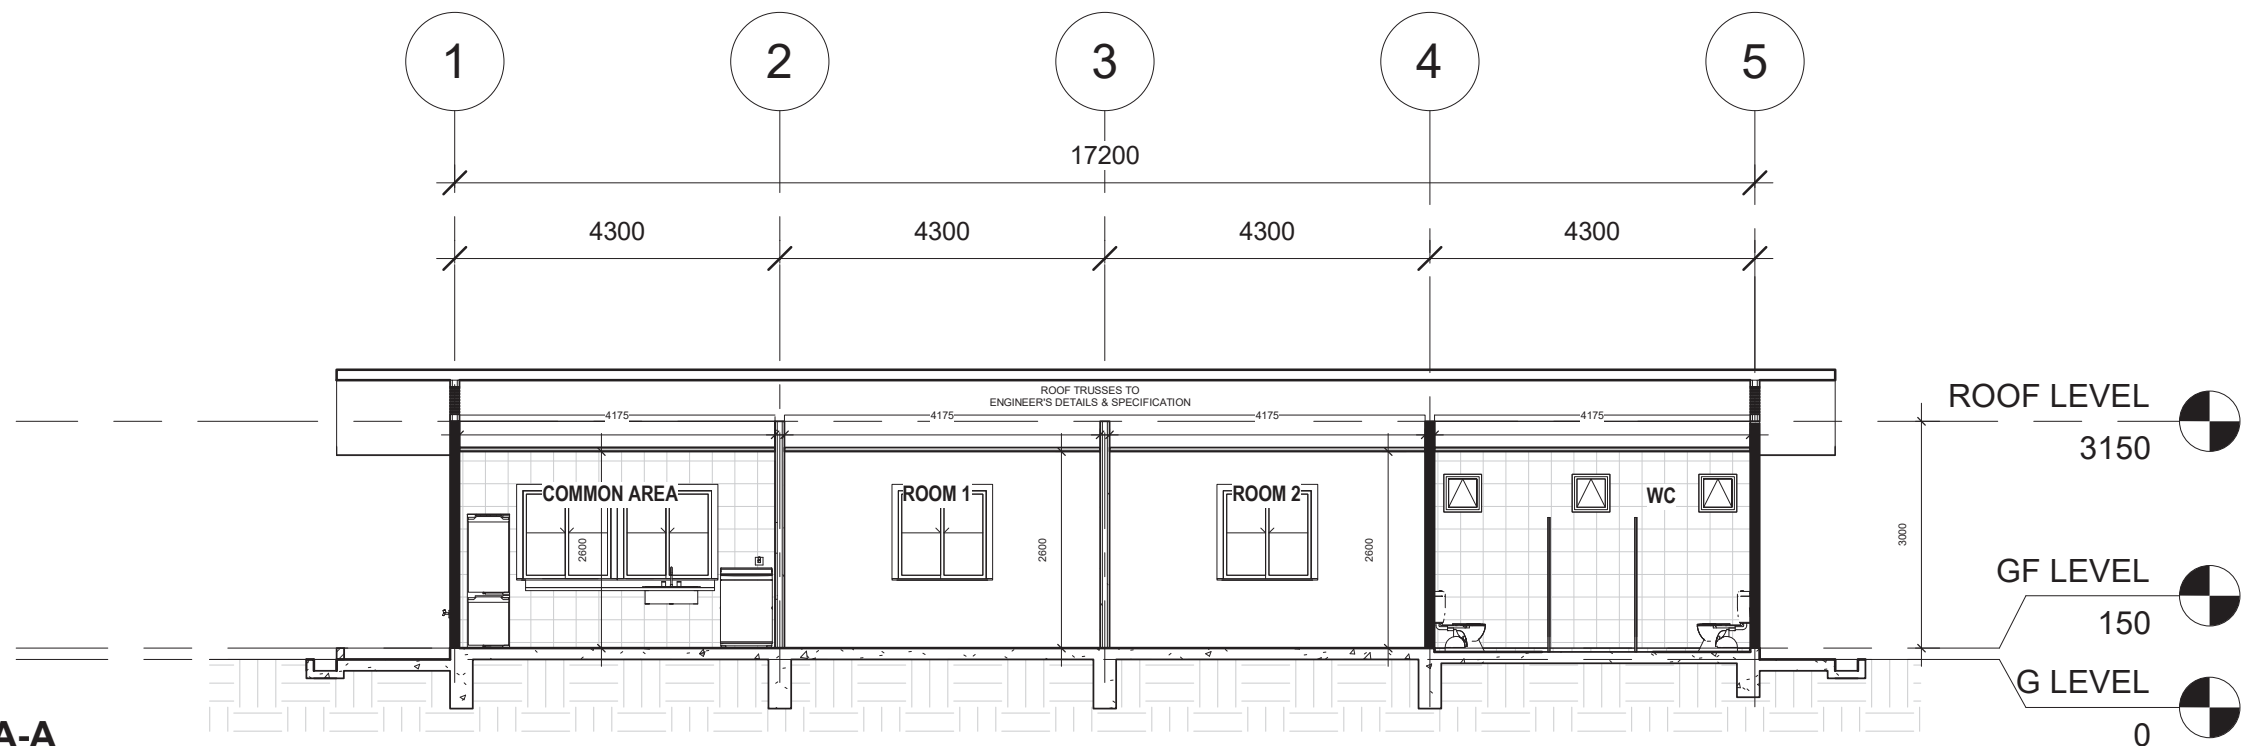 1 2 3 4 5
17200
4300 4300 4300 4300
ROOF TRUSSES TO
ENGINEER'S DETAILS & SPECIFICATION
4175 4175 4175 4175
ROOF LEVEL
3150
COMMON AREA ROOM 1 ROOM 2 WC
2600 2600 2600 3000
GF LEVEL
150
G LEVEL
0
A-A